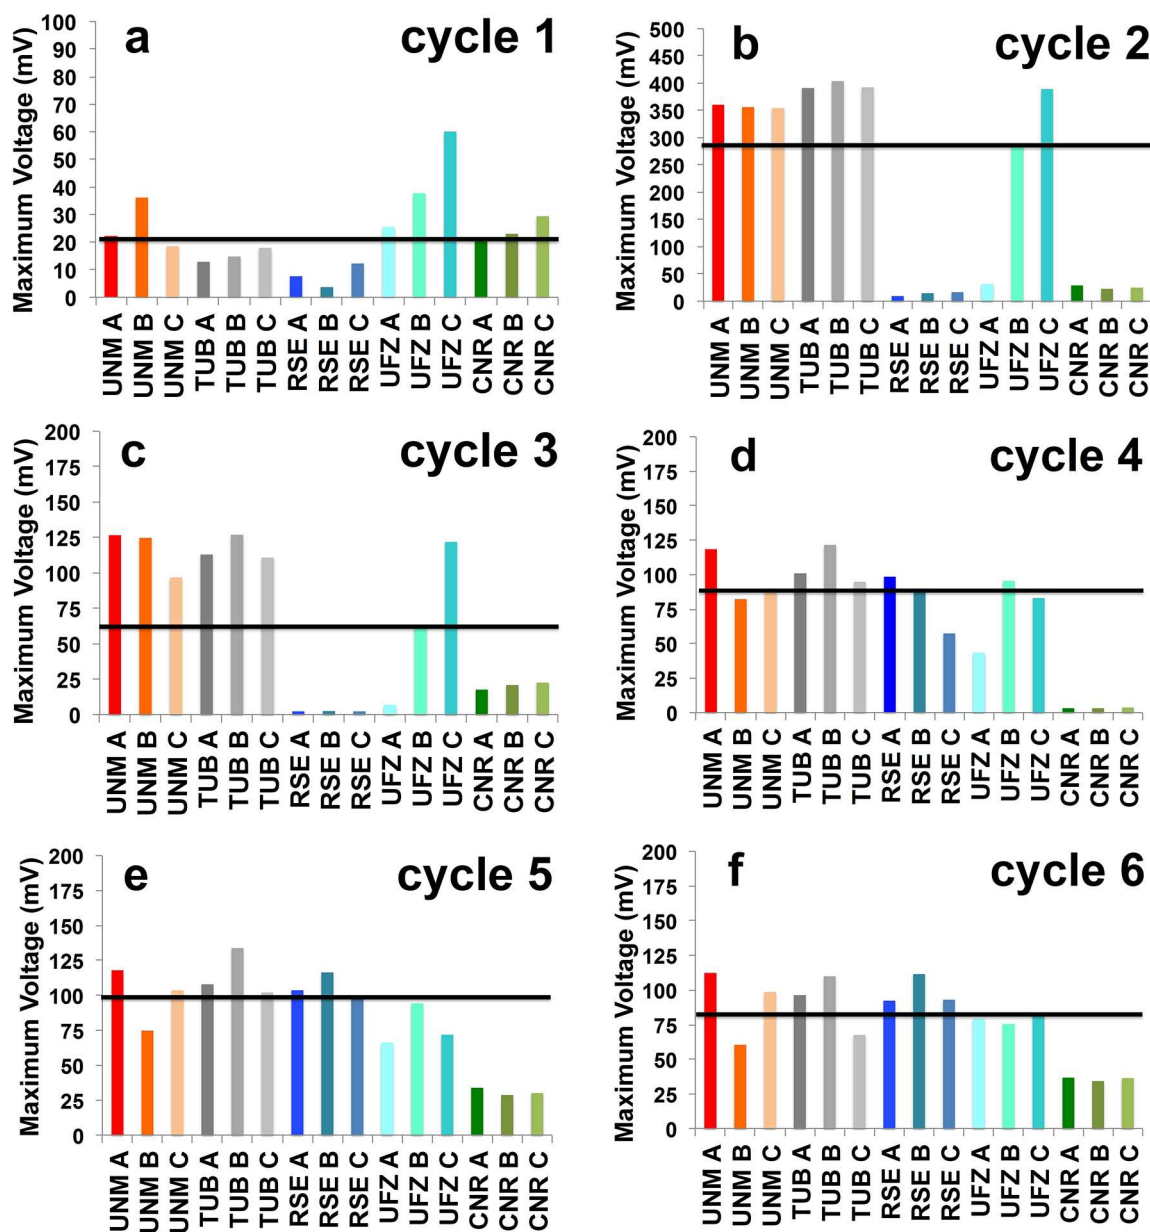 a cycle 1
Maximum Voltage (mV)
100
90
80
70
60
50
40
30
20
10
0
UNM A
UNM B
UNM C
TUB A
TUB B
TUB C
RSE A
RSE B
RSE C
UFZ A
UFZ B
UFZ C
CNR A
CNR B
CNR C
b cycle 2
Maximum Voltage (mV)
500
450
400
350
300
250
200
150
100
50
0
UNM A
UNM B
UNM C
TUB A
TUB B
TUB C
RSE A
RSE B
RSE C
UFZ A
UFZ B
UFZ C
CNR A
CNR B
CNR C
c cycle 3
Maximum Voltage (mV)
200
175
150
125
100
75
50
25
0
UNM A
UNM B
UNM C
TUB A
TUB B
TUB C
RSE A
RSE B
RSE C
UFZ A
UFZ B
UFZ C
CNR A
CNR B
CNR C
d cycle 4
Maximum Voltage (mV)
200
175
150
125
100
75
50
25
0
UNM A
UNM B
UNM C
TUB A
TUB B
TUB C
RSE A
RSE B
RSE C
UFZ A
UFZ B
UFZ C
CNR A
CNR B
CNR C
e cycle 5
Maximum Voltage (mV)
200
175
150
125
100
75
50
25
0
UNM A
UNM B
UNM C
TUB A
TUB B
TUB C
RSE A
RSE B
RSE C
UFZ A
UFZ B
UFZ C
CNR A
CNR B
CNR C
f cycle 6
Maximum Voltage (mV)
200
175
150
125
100
75
50
25
0
UNM A
UNM B
UNM C
TUB A
TUB B
TUB C
RSE A
RSE B
RSE C
UFZ A
UFZ B
UFZ C
CNR A
CNR B
CNR C